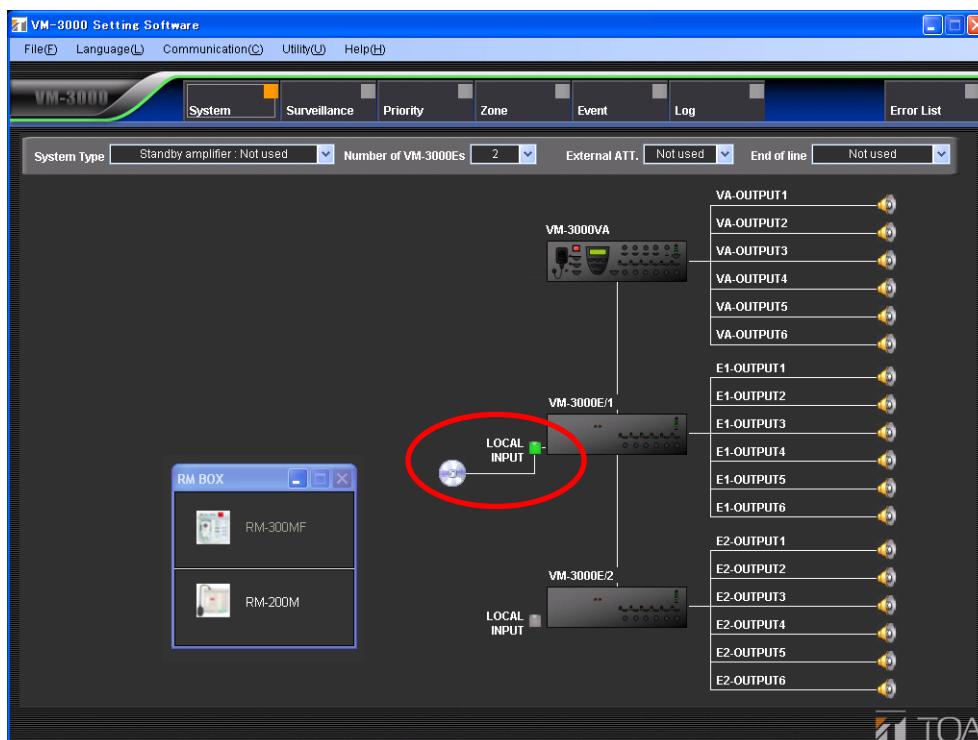 VM-3000 Setting Software
File(F) Language(L) Communication(C) Utility(U) Help(H)
VM-3000
System Surveillance Priority Zone Event Log Error List
System Type Standby amplifier : Not used Number of VM-3000Es 2 External ATT. Not used End of line Not used
VA-OUTPUT1
VA-OUTPUT2
VM-3000VA
VA-OUTPUT3
VA-OUTPUT4
VA-OUTPUT5
VA-OUTPUT6
E1-OUTPUT1
E1-OUTPUT2
VM-3000E/1
E1-OUTPUT3
LOCAL
INPUT
E1-OUTPUT4
E1-OUTPUT5
E1-OUTPUT6
RM BOX
RM-300MF
RM-200M
E2-OUTPUT1
E2-OUTPUT2
VM-3000E/2
E2-OUTPUT3
LOCAL
INPUT
E2-OUTPUT4
E2-OUTPUT5
E2-OUTPUT6
TOA